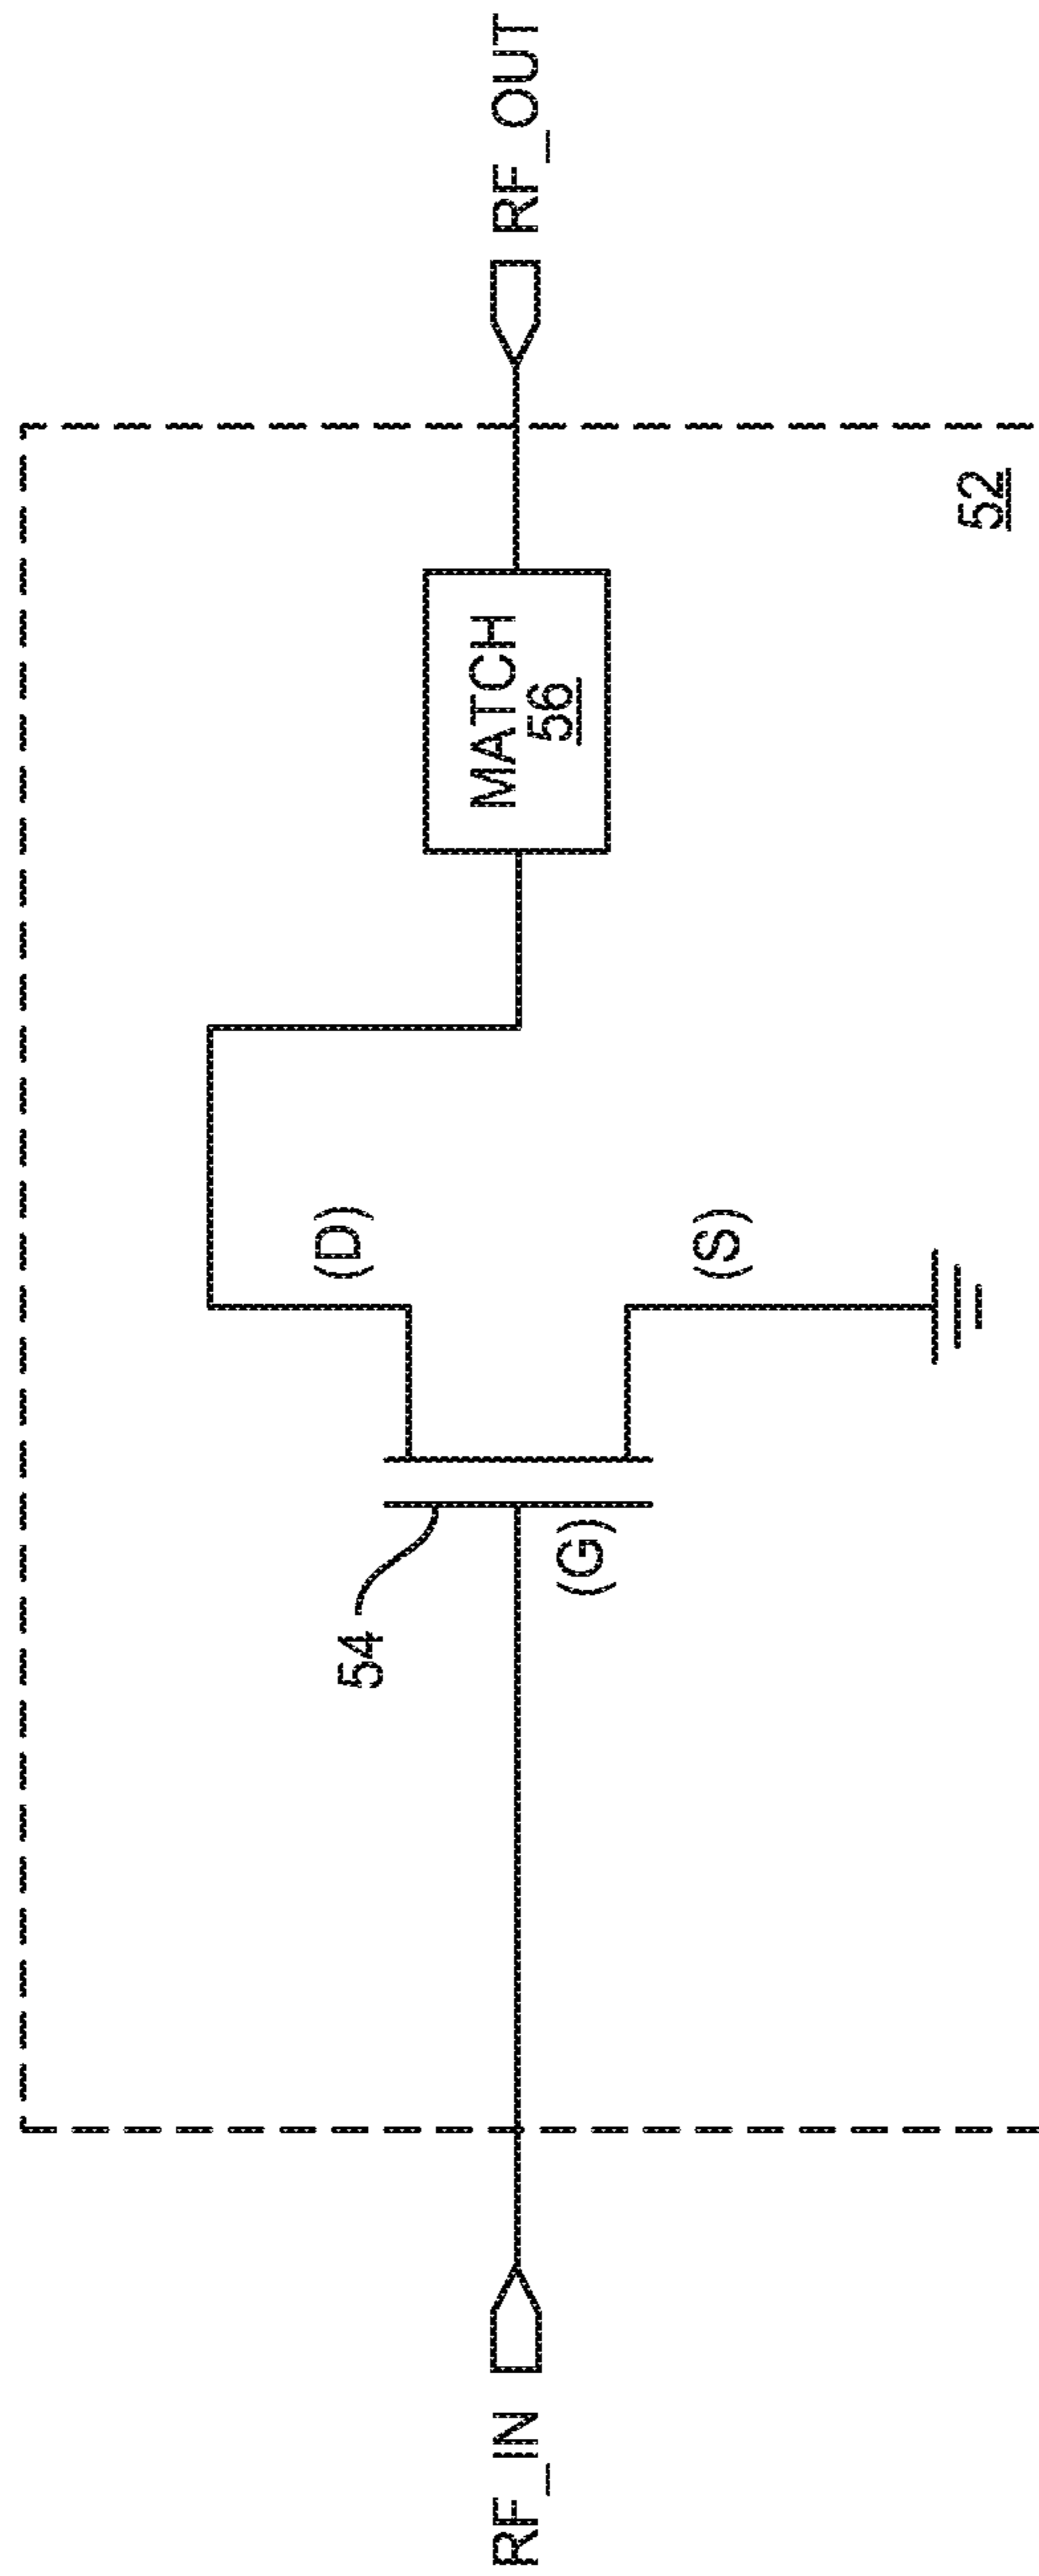 (D)
54
RF_IN
(G)
MATCH
56
RF_OUT
(S)
52